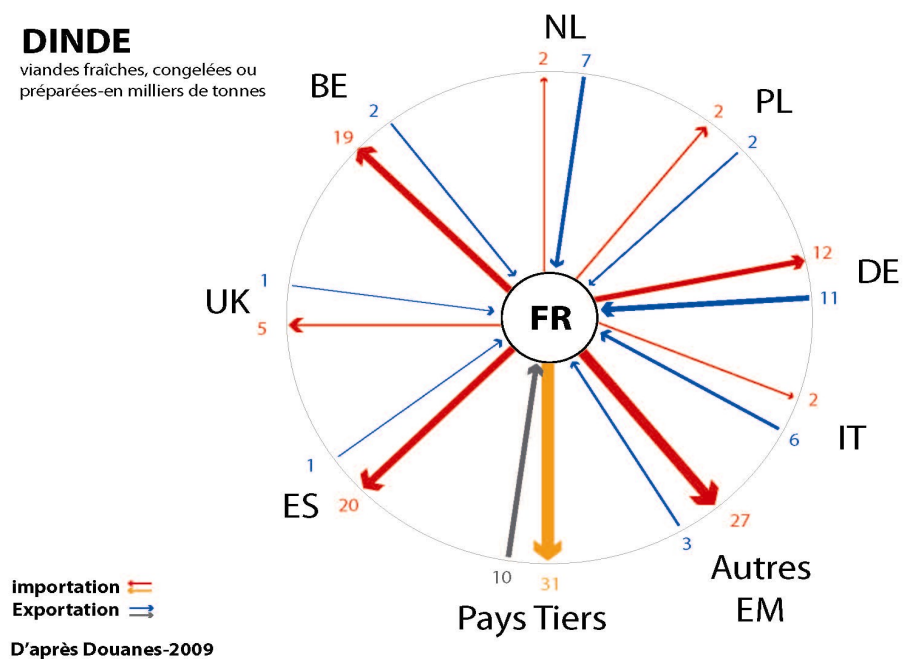 DINDE
viandes fraîches, congelées ou
préparées-en milliers de tonnes
NL
2
7
BE
2
19
PL
2
2
DE
12
11
UK
1
5
FR
IT
2
6
ES
1
20
Pays Tiers
10
31
Autres
EM
27
3
importation
Exportation
D'après Douanes-2009